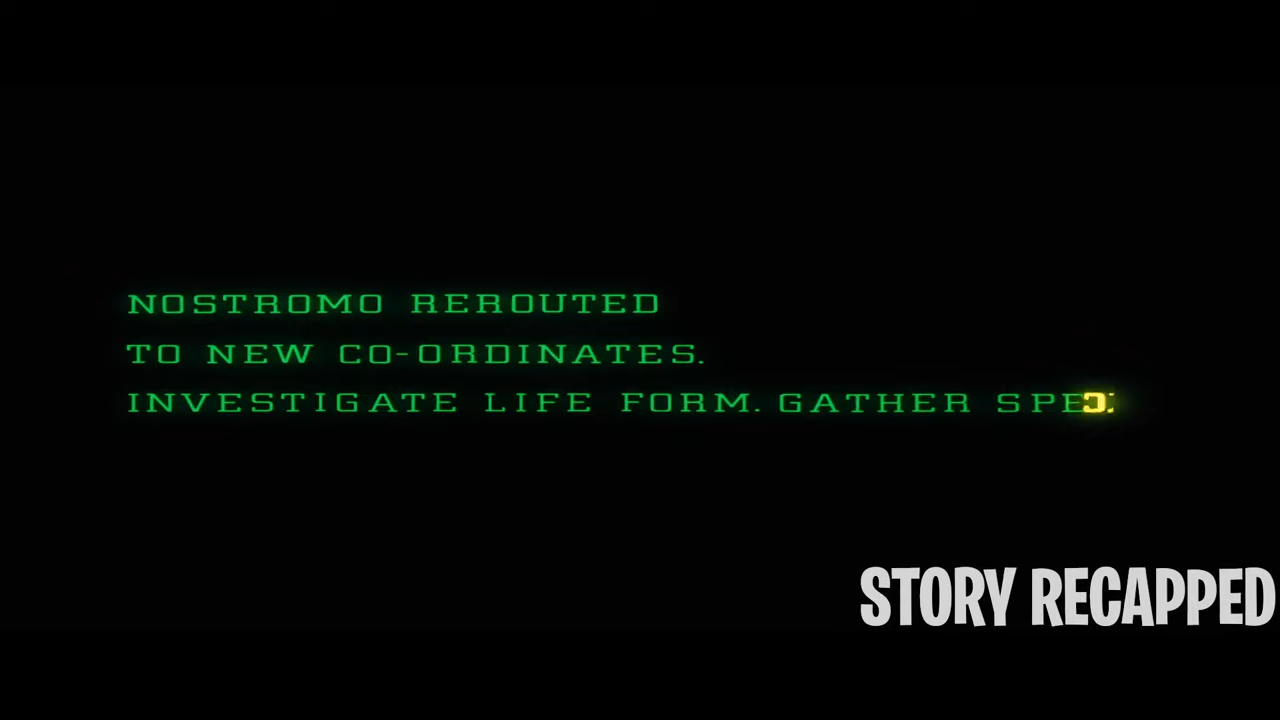 NOSTROMO REROUTED
TO NEW CO-ORDINATES.
INVESTIGATE LIFE FORM. GATHER SPE
STORY RECAPPED